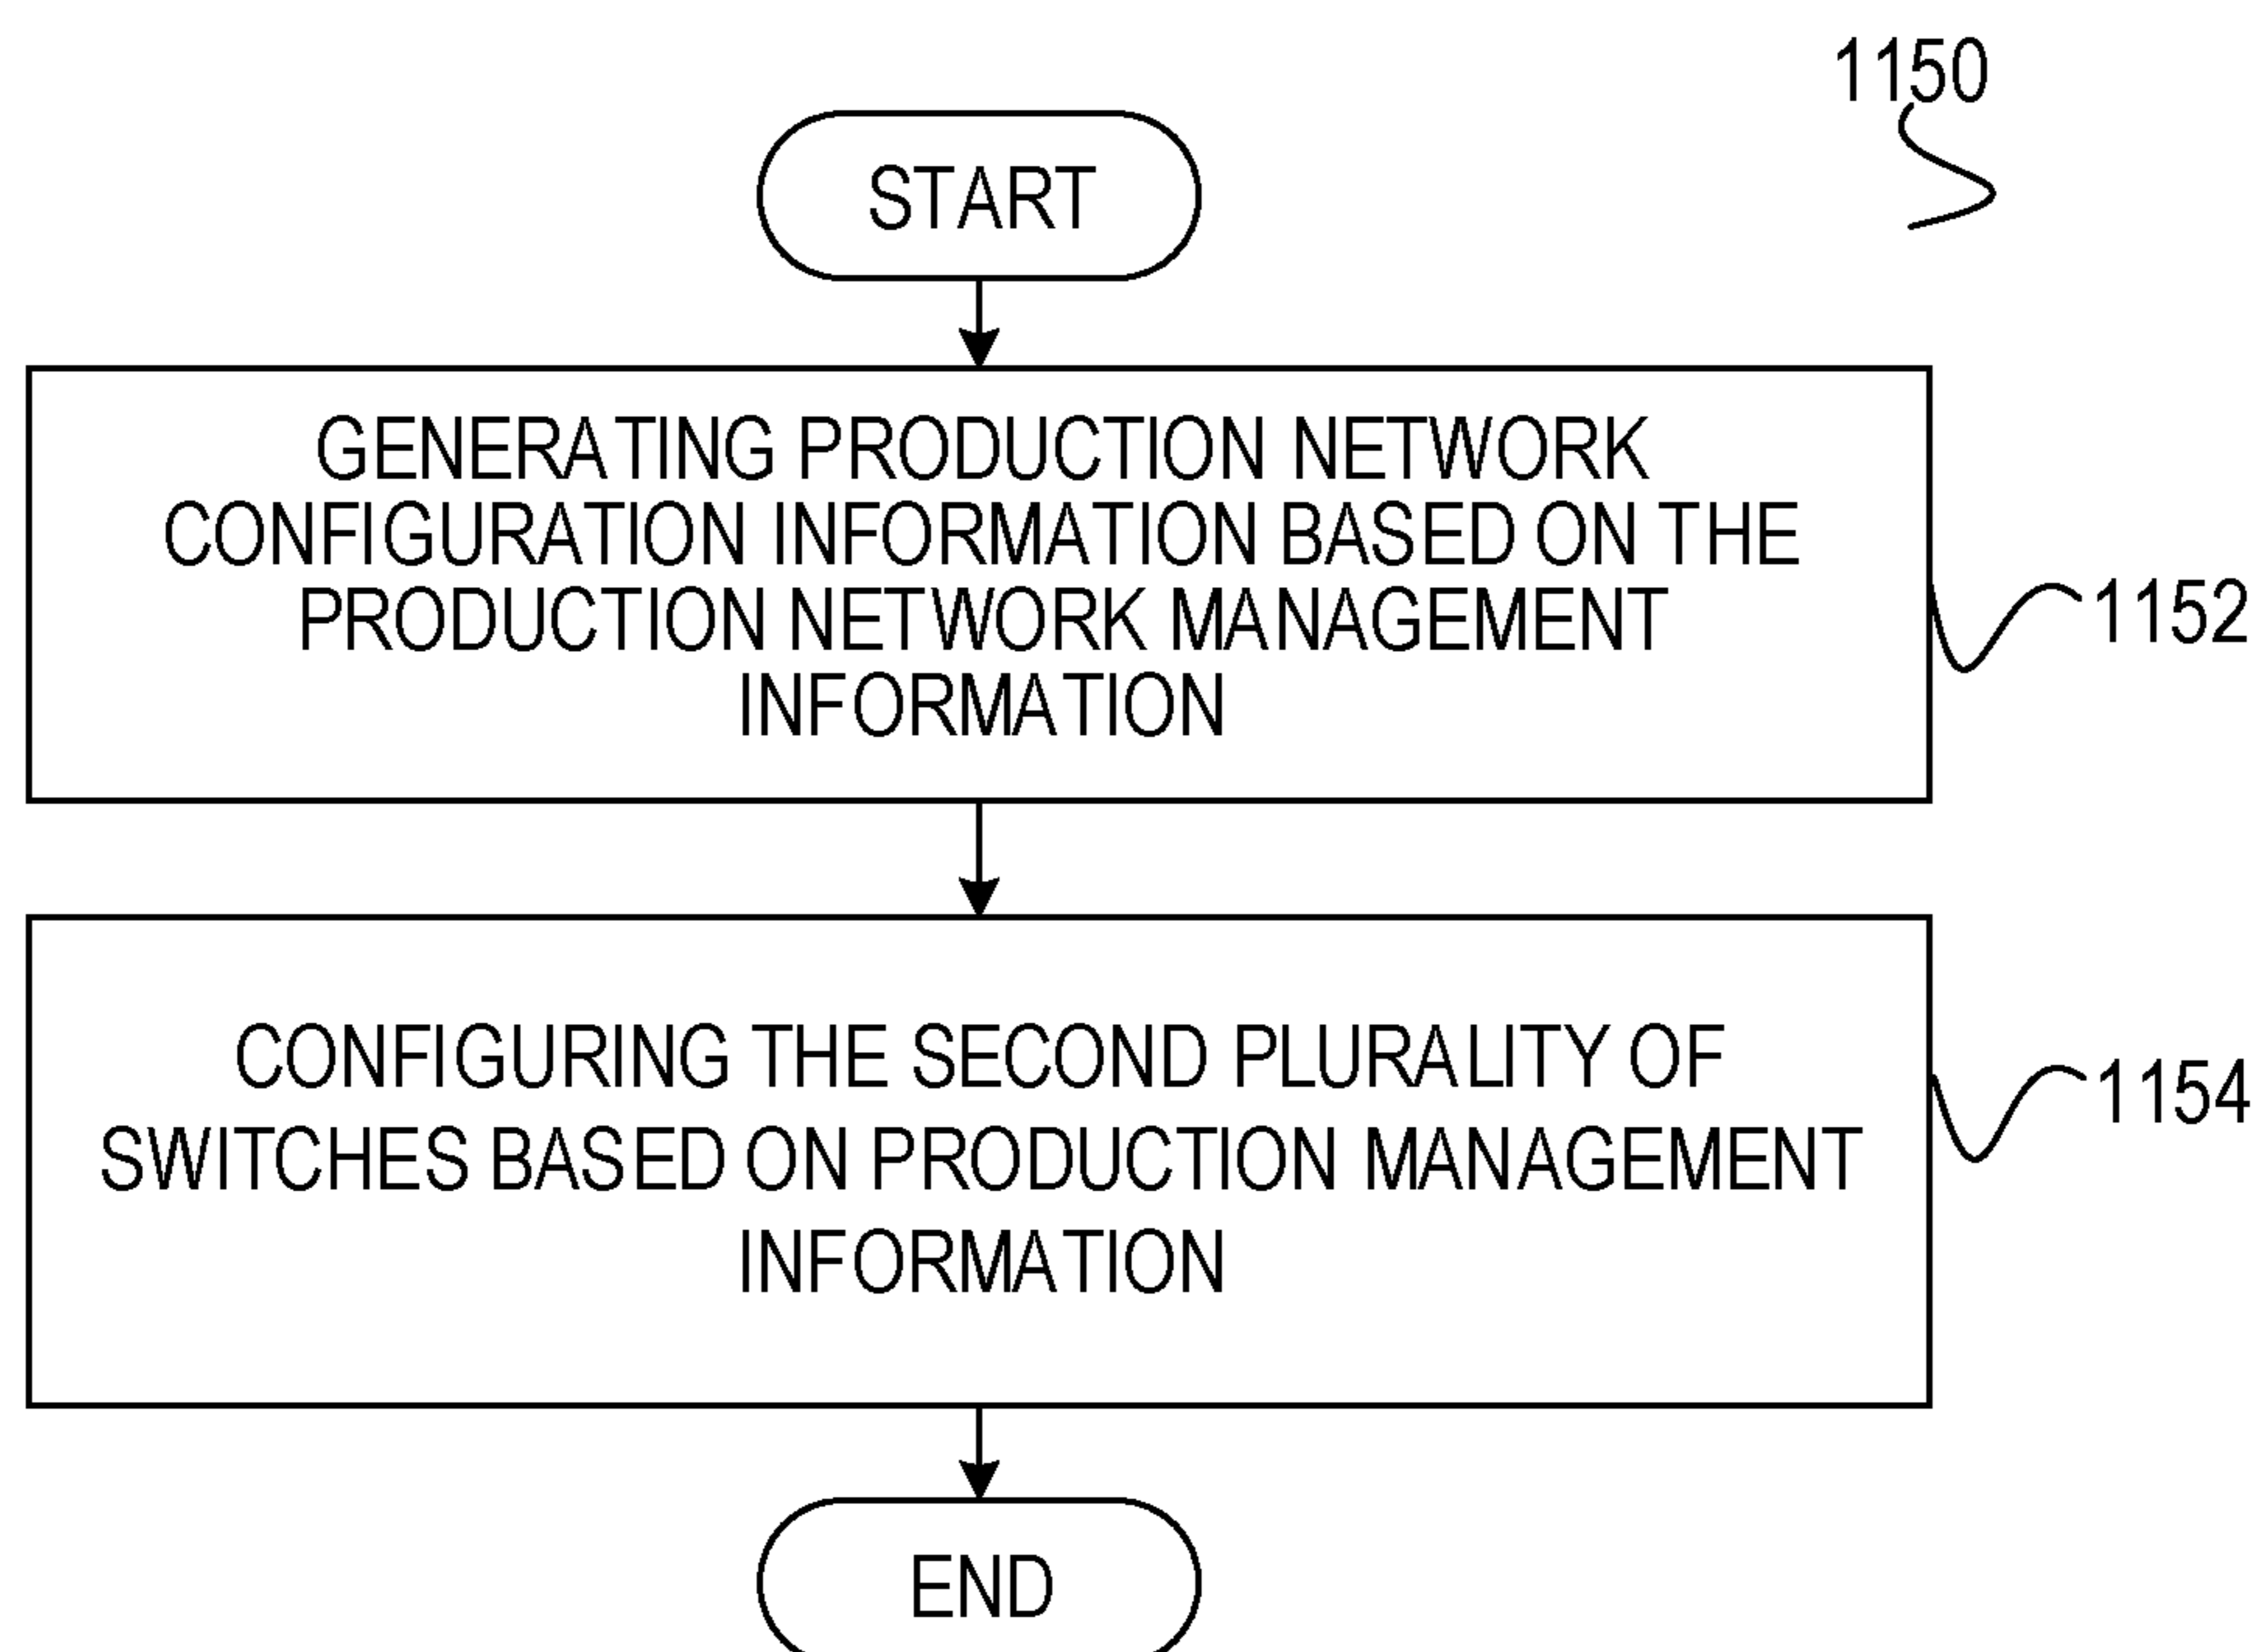 1150
START
GENERATING PRODUCTION NETWORK
CONFIGURATION INFORMATION BASED ON THE
PRODUCTION NETWORK MANAGEMENT
INFORMATION
1152
CONFIGURING THE SECOND PLURALITY OF
SWITCHES BASED ON PRODUCTION MANAGEMENT
INFORMATION
1154
END